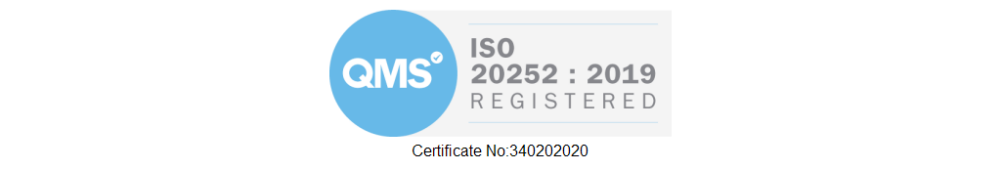 QMS
ISO
20252 : 2019
REGISTERED
Certificate No:340202020